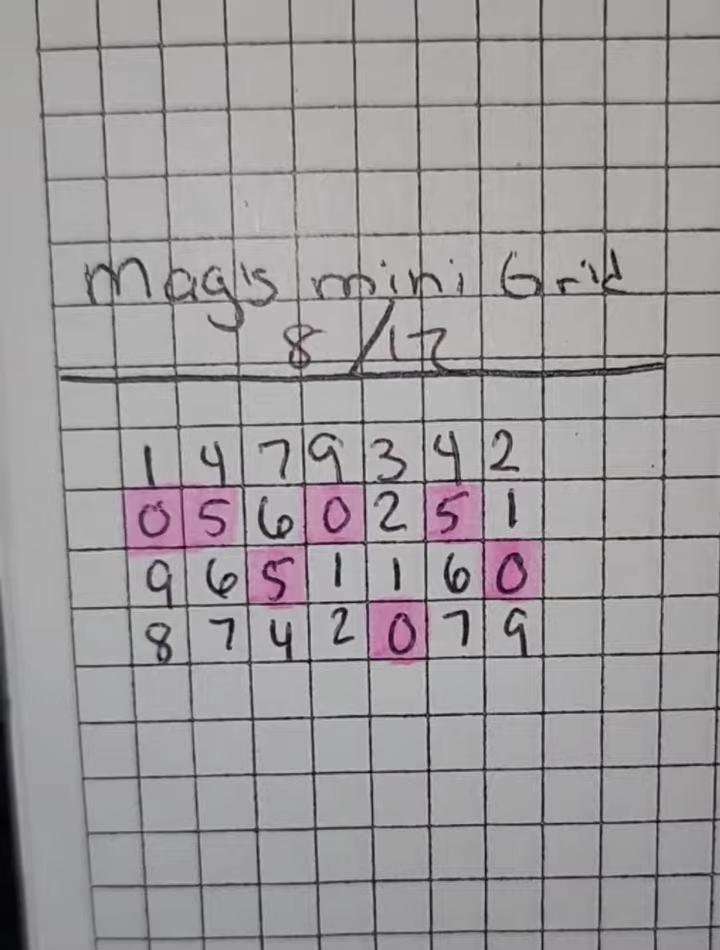 Mag's mini Grid
8/12
1 4 7 9 3 4 2
0 5 6 0 2 5 1
9 6 5 1 1 6 0
8 7 4 2 0 7 9